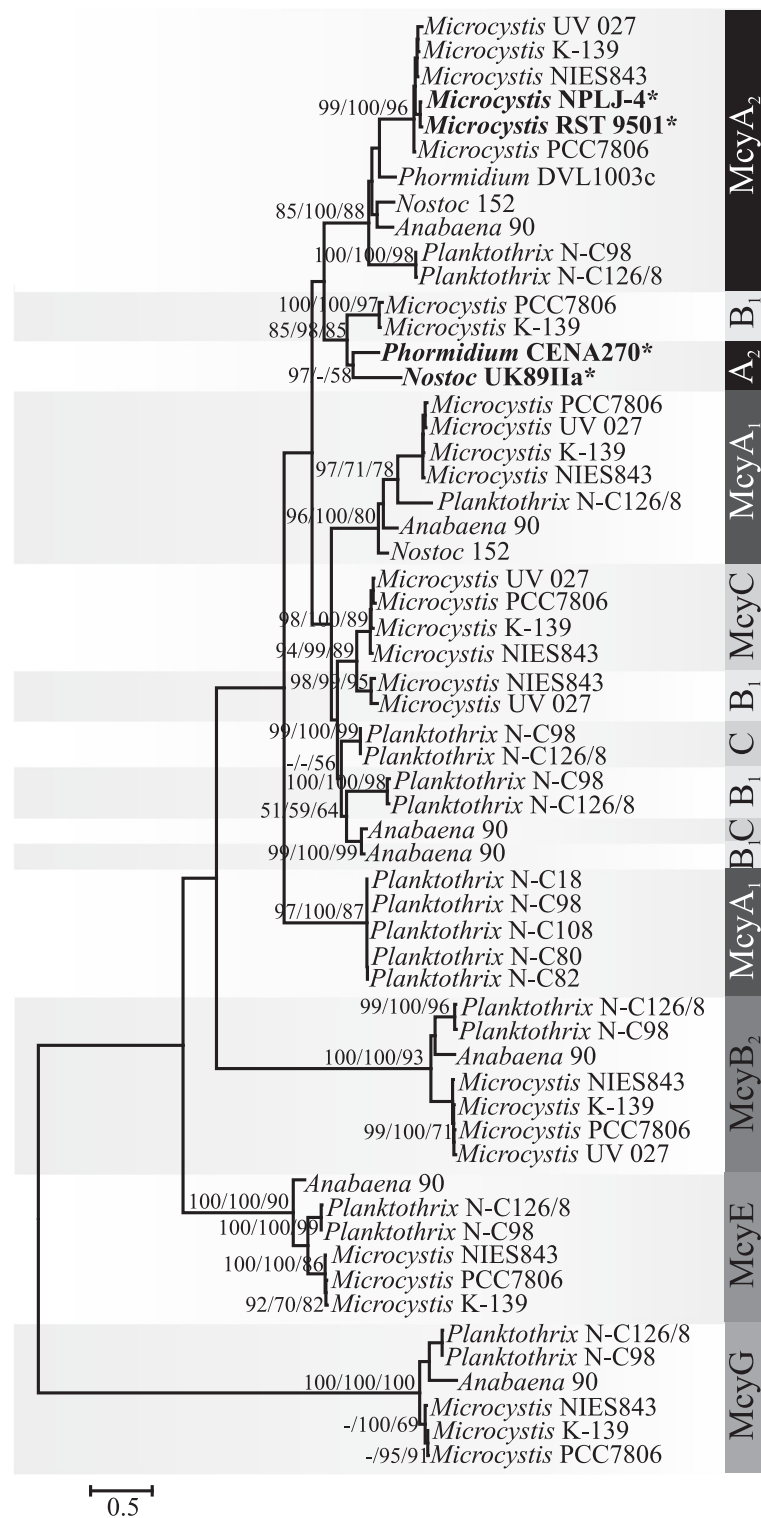 Microcystis UV 027
Microcystis K-139
Microcystis NIES843
Microcystis NPLJ-4*
99/100/96
Microcystis RST 9501*
Microcystis PCC7806
Phormidium DVL1003c
Nostoc 152
85/100/88
Anabaena 90
100/100/98
Planktothrix N-C98
Planktothrix N-C126/8
McyA2
100/100/97
Microcystis PCC7806
Microcystis K-139
B1
85/98/85
Phormidium CENA270*
97/-/58
Nostoc UK89IIa*
A2
Microcystis PCC7806
Microcystis UV 027
Microcystis K-139
97/71/78
Microcystis NIES843
Planktothrix N-C126/8
96/100/80
Anabaena 90
Nostoc 152
McyA1
Microcystis UV 027
Microcystis PCC7806
98/100/89
Microcystis K-139
94/99/89
Microcystis NIES843
McyC
98/99/95
Microcystis NIES843
Microcystis UV 027
B1
99/100/99
Planktothrix N-C98
-/-/56
Planktothrix N-C126/8
C
100/100/98
Planktothrix N-C98
51/59/64
Planktothrix N-C126/8
B1
Anabaena 90
C
99/100/99
Anabaena 90
B1
Planktothrix N-C18
Planktothrix N-C98
97/100/87
Planktothrix N-C108
Planktothrix N-C80
Planktothrix N-C82
McyA1
99/100/96
Planktothrix N-C126/8
Planktothrix N-C98
100/100/93
Anabaena 90
Microcystis NIES843
Microcystis K-139
99/100/71
Microcystis PCC7806
Microcystis UV 027
McyB2
Anabaena 90
100/100/90
Planktothrix N-C126/8
100/100/99
Planktothrix N-C98
Microcystis NIES843
100/100/86
Microcystis PCC7806
92/70/82
Microcystis K-139
McyE
Planktothrix N-C126/8
Planktothrix N-C98
100/100/100
Anabaena 90
Microcystis NIES843
-/100/69
Microcystis K-139
-/95/91
Microcystis PCC7806
McyG
0.5